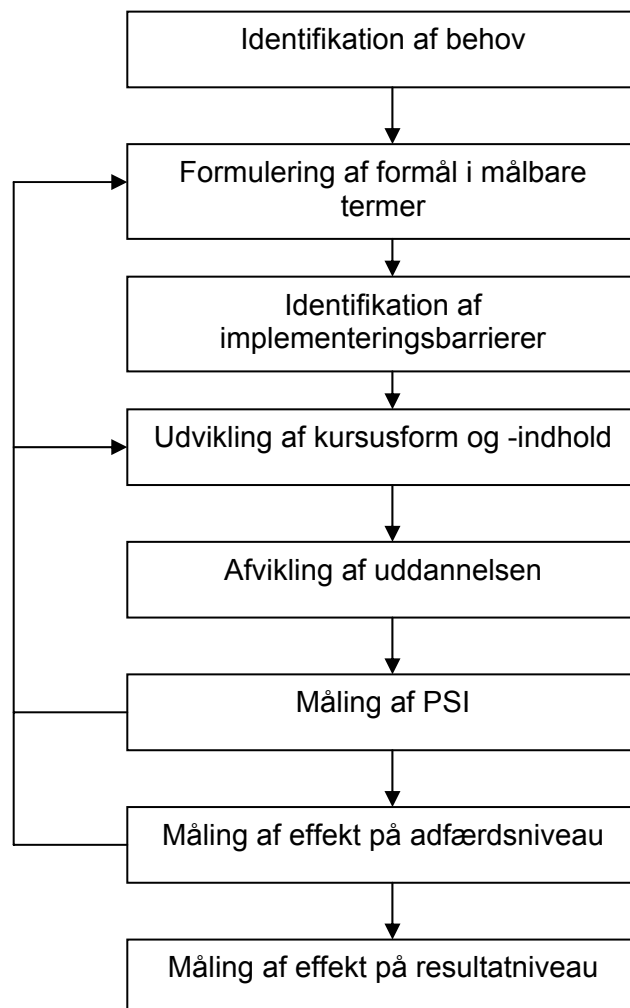 Identifikation af behov
Formulering af formål i målbare
termer
Identifikation af
implementeringsbarrierer
Udvikling af kursusform og -indhold
Afvikling af uddannelsen
Måling af PSI
Måling af effekt på adfærdsniveau
Måling af effekt på resultatniveau